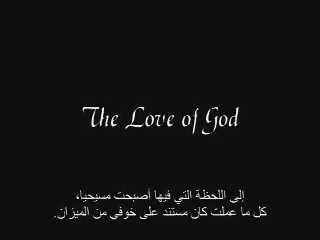 The Love of God
إلى اللحظة التي فيها أصبحت مسيحيا،
كل ما عملت كان مستند على خوفي من الميزان.